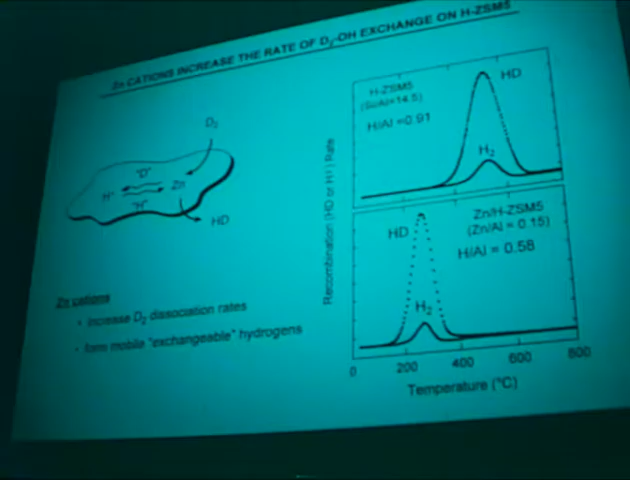 Zn CATIONS INCREASE THE RATE OF D2-OH EXCHANGE ON H-ZSM5
D2
"D"
H* Zn
"H"
HD
Zn cations
• increase D2 dissociation rates
• form mobile "exchangeable" hydrogens
Recombination (HD or H2) Rate
H-ZSM5
(Si/Al=14.5)
H/Al =0.91
HD
H2
Zn/H-ZSM5
(Zn/Al = 0.15)
H/Al = 0.58
HD
H2
0 200 400 600 800
Temperature (°C)